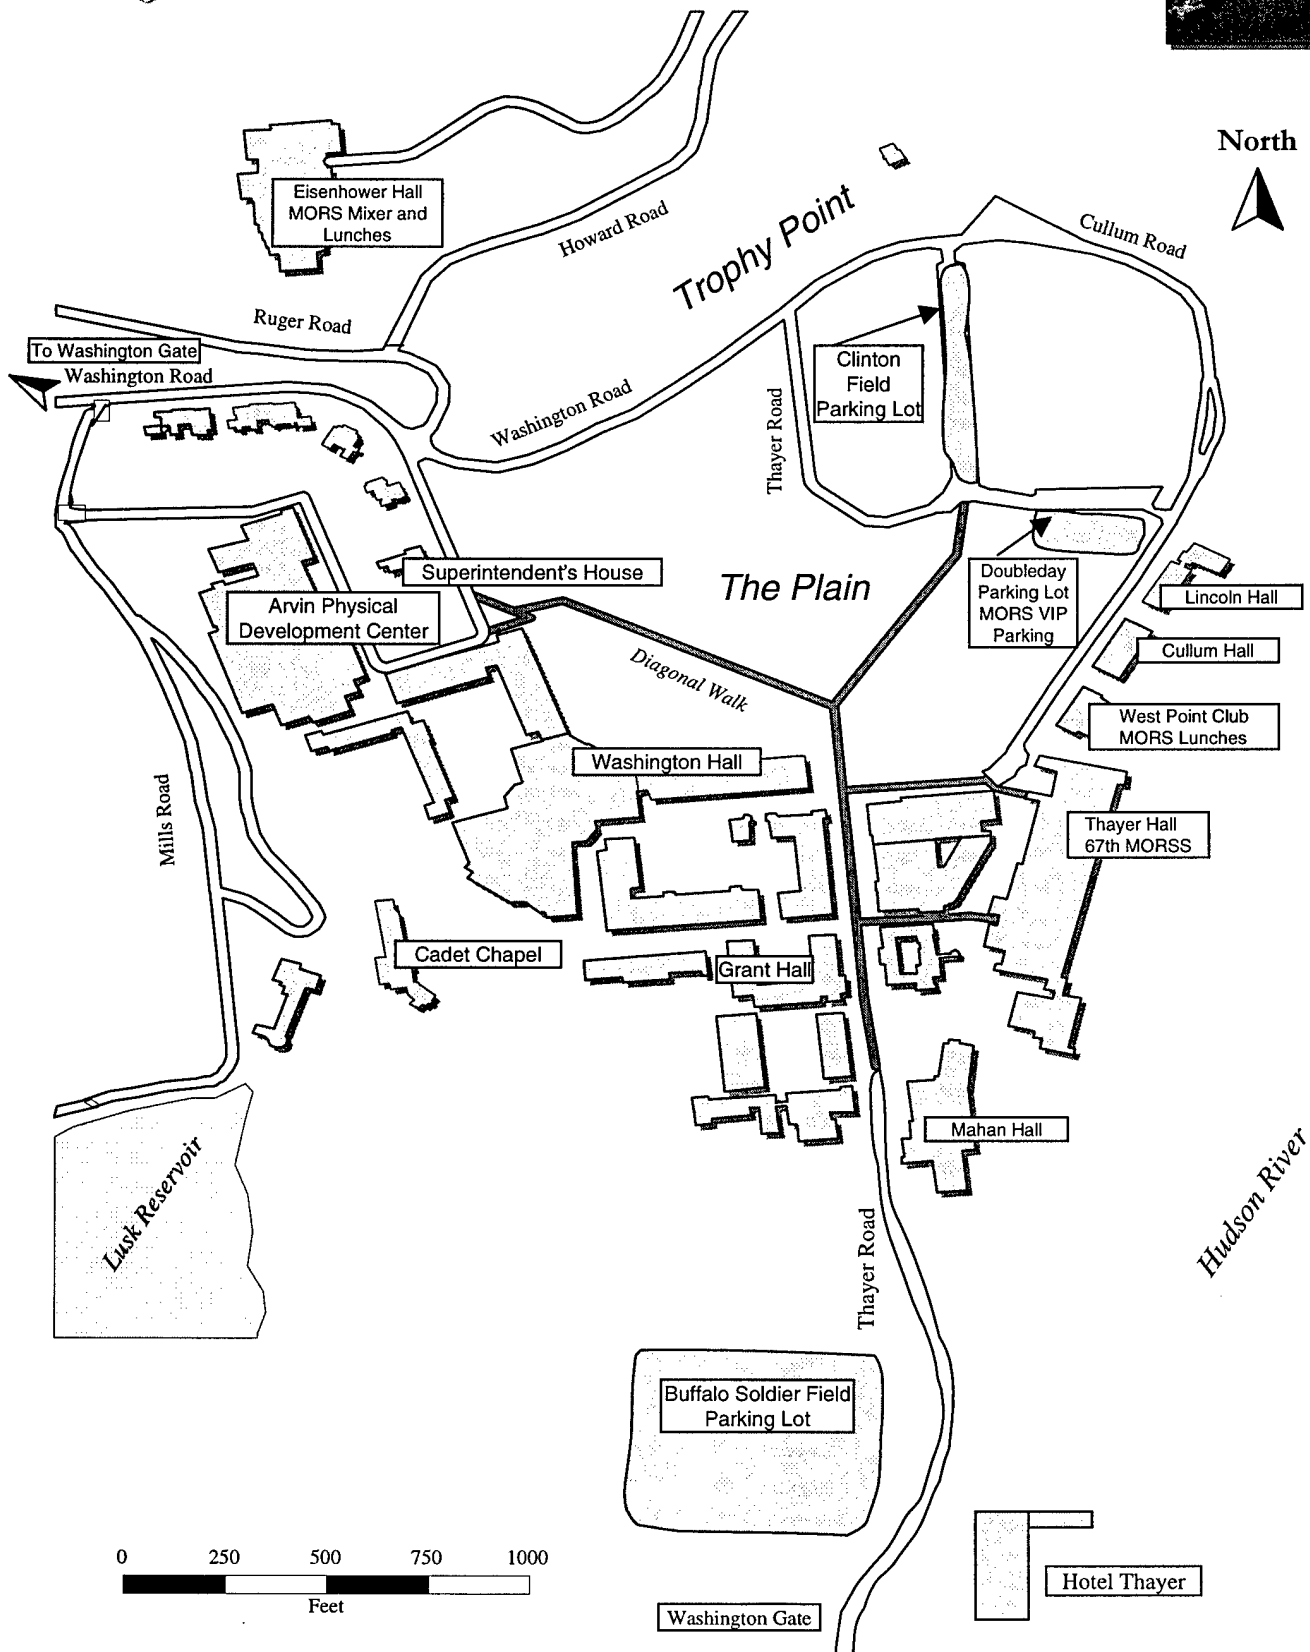 North
Eisenhower Hall
MORS Mixer and
Lunches
Howard Road
Trophy Point
Cullum Road
Ruger Road
To Washington Gate
Washington Road
Clinton
Field
Parking Lot
Washington Road
Thayer Road
Superintendent's House
The Plain
Doubleday
Parking Lot
MORS VIP
Parking
Lincoln Hall
Arvin Physical
Development Center
Cullum Hall
Diagonal Walk
West Point Club
MORS Lunches
Washington Hall
Mills Road
Thayer Hall
67th MORSS
Cadet Chapel
Grant Hall
Mahan Hall
Lusk Reservoir
Hudson River
Thayer Road
Buffalo Soldier Field
Parking Lot
0 250 500 750 1000
Feet
Hotel Thayer
Washington Gate